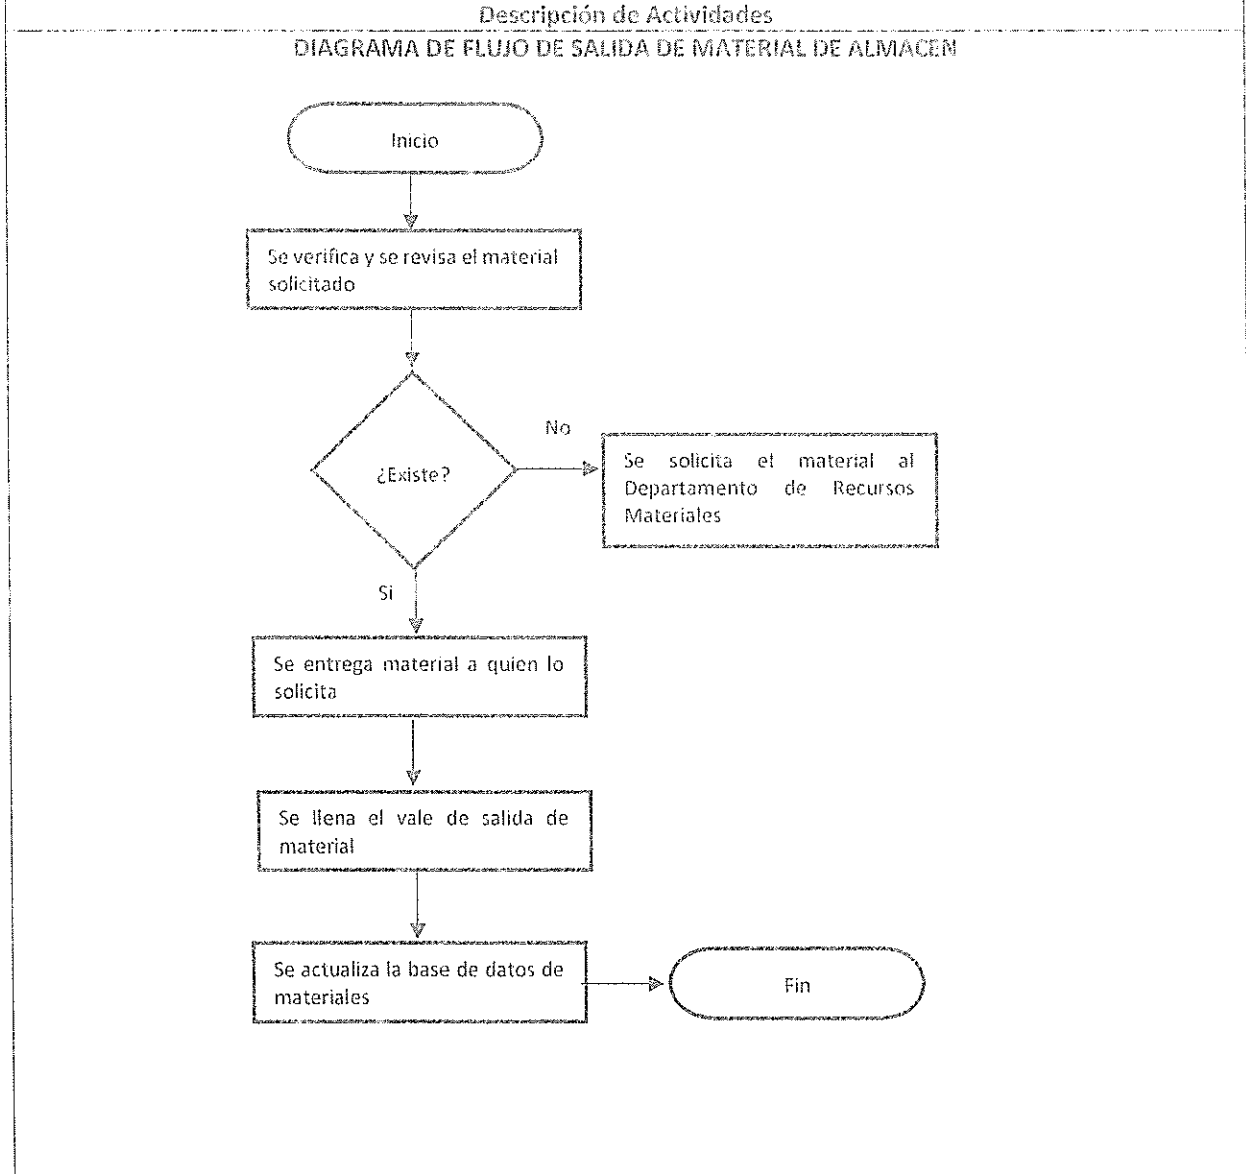 Descripción de Actividades
DIAGRAMA DE FLUJO DE SALIDA DE MATERIAL DE ALMACEN
Inicio
Se verifica y se revisa el material
solicitado
¿Existe?
No
Se solicita el material al
Departamento de Recursos
Materiales
Si
Se entrega material a quien lo
solicita
Se llena el vale de salida de
material
Se actualiza la base de datos de
materiales
Fin